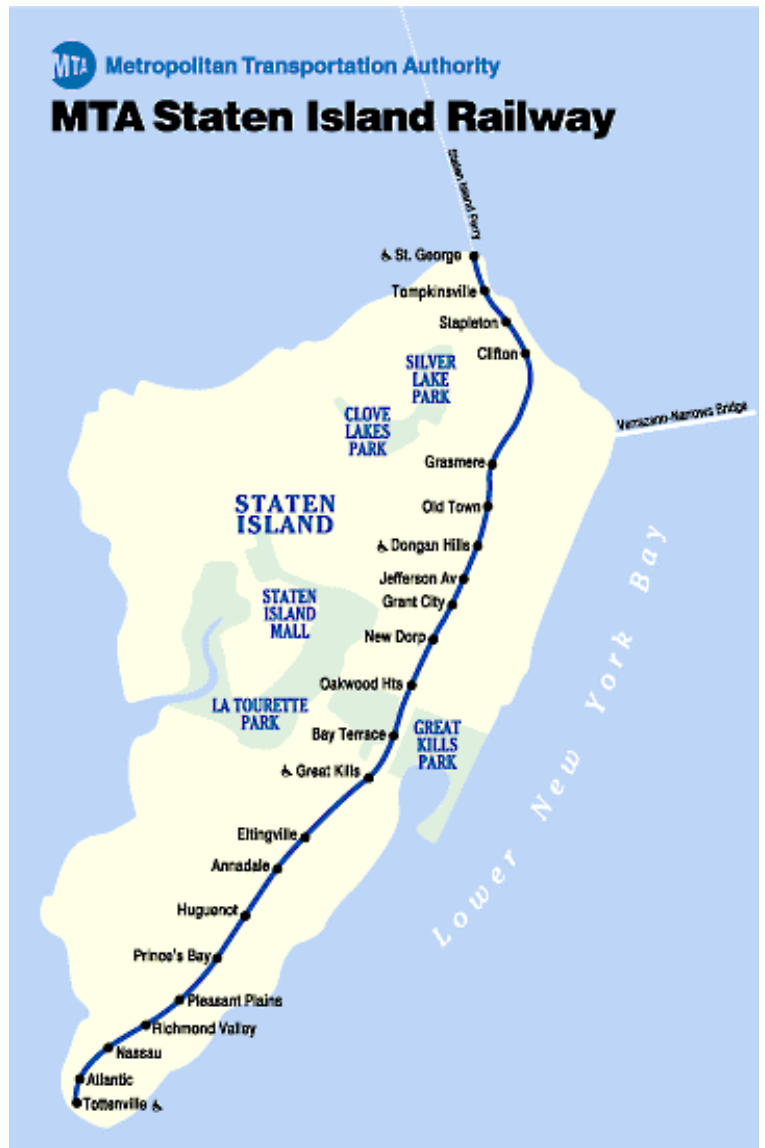 MTA Metropolitan Transportation Authority
MTA Staten Island Railway
Staten Island Ferry
St. George
Tompkinsville
Stapleton
Clifton
SILVER
LAKE
PARK
CLOVE
LAKES
PARK
Verrazano-Narrows Bridge
Grasmere
STATEN
ISLAND
Old Town
Dongan Hills
Jefferson Av
Grant City
STATEN
ISLAND
MALL
New Dorp
Oakwood Hts
LA TOURETTE
PARK
Bay Terrace
GREAT
KILLS
PARK
Great Kills
Lower New York Bay
Eltingville
Annadale
Huguenot
Prince's Bay
Pleasant Plains
Richmond Valley
Nassau
Atlantic
Tottenville